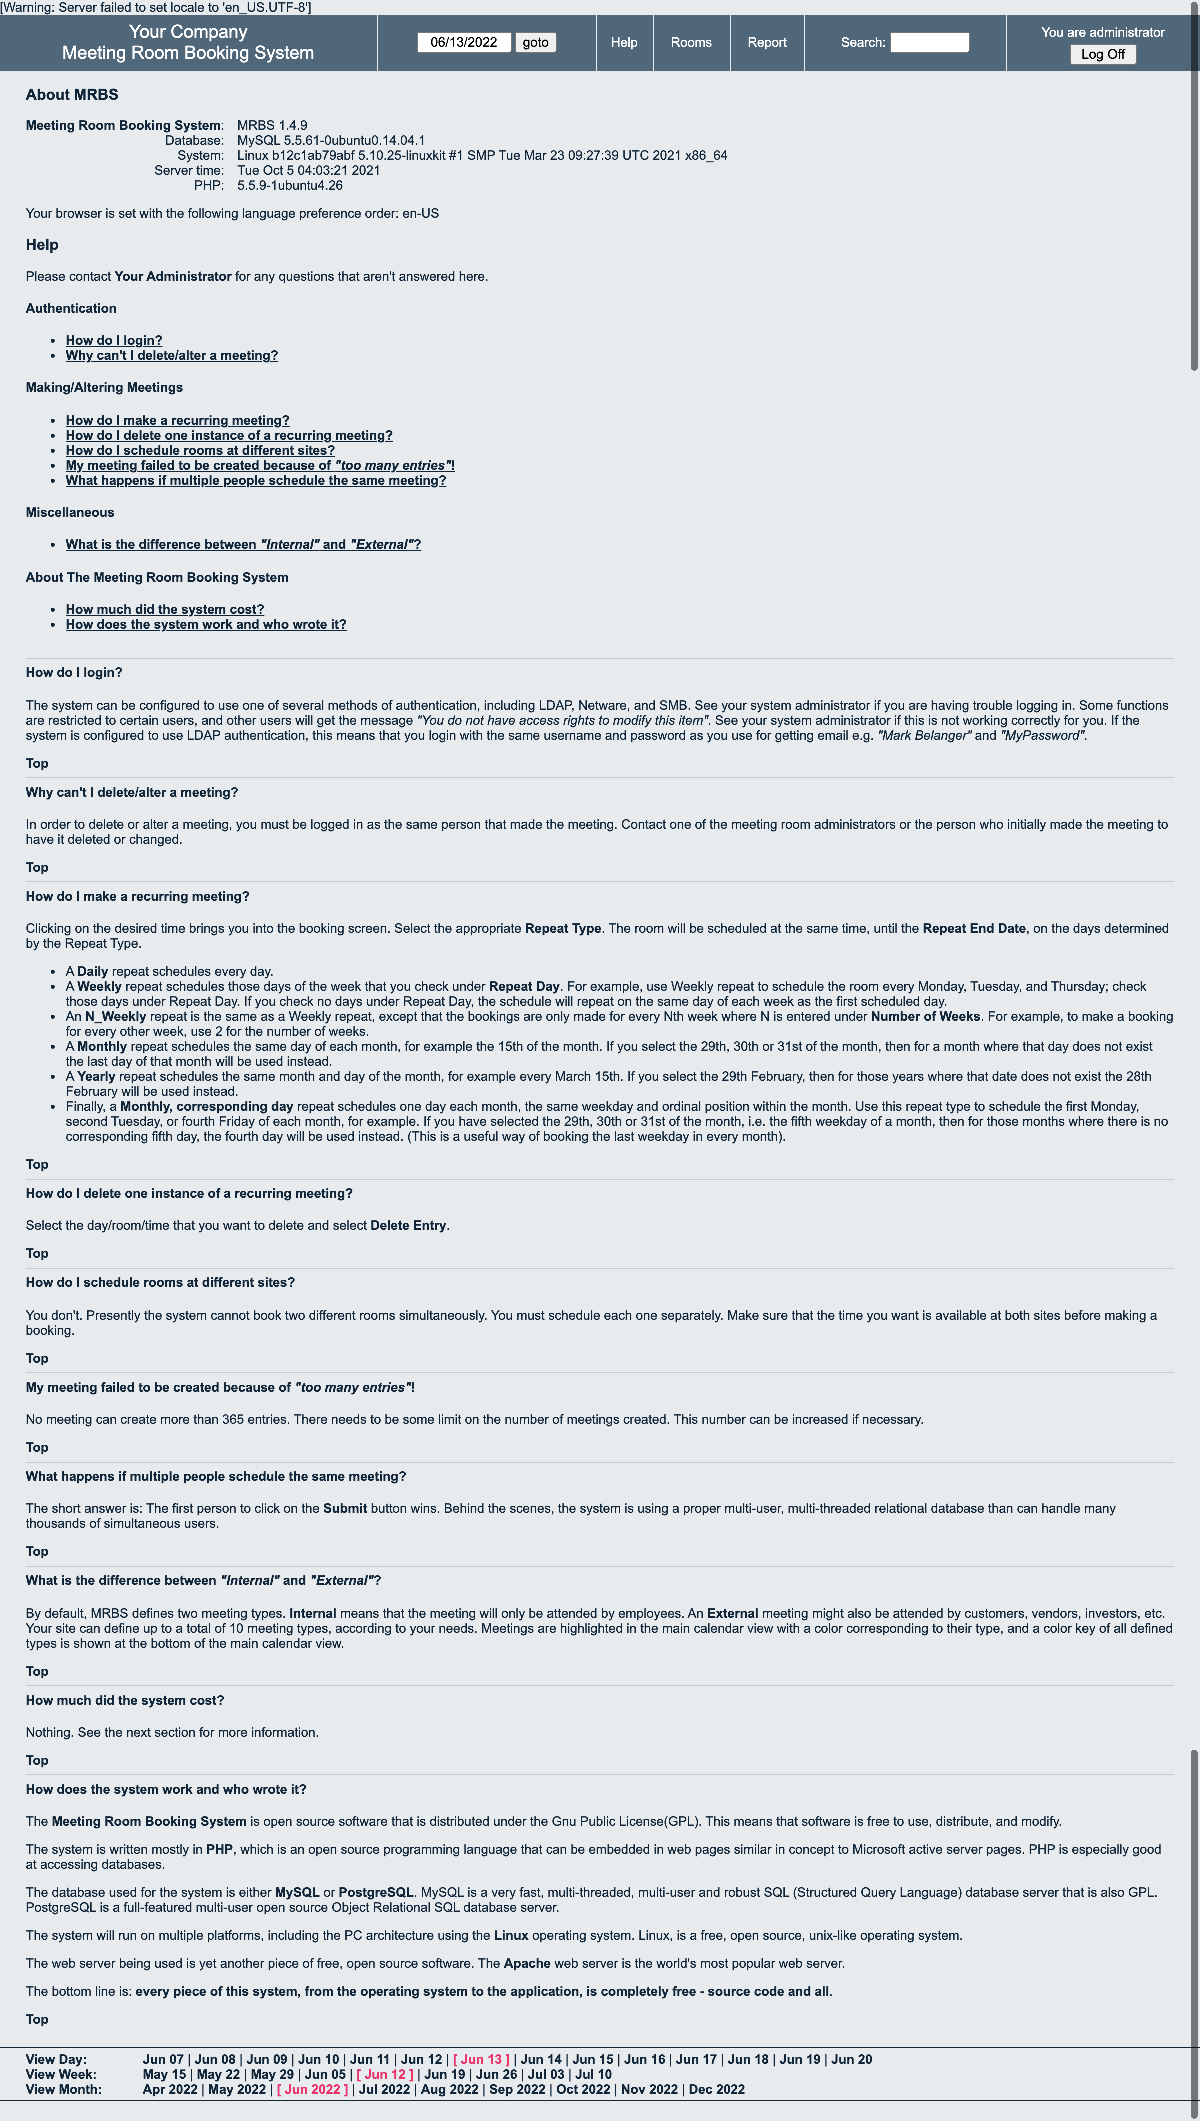 [Warning: Server failed to set locale to 'en_US.UTF-8']
Your Company
Meeting Room Booking System
06/13/2022 goto
Help
Rooms
Report
Search:
You are administrator
Log Off
About MRBS
Meeting Room Booking System: MRBS 1.4.9
Database: MySQL 5.5.61-0ubuntu0.14.04.1
System: Linux b12c1ab79abf 5.10.25-linuxkit #1 SMP Tue Mar 23 09:27:39 UTC 2021 x86_64
Server time: Tue Oct 5 04:03:21 2021
PHP: 5.5.9-1ubuntu4.26
Your browser is set with the following language preference order: en-US
Help
Please contact Your Administrator for any questions that aren't answered here.
Authentication
• How do I login?
• Why can't I delete/alter a meeting?
Making/Altering Meetings
• How do I make a recurring meeting?
• How do I delete one instance of a recurring meeting?
• How do I schedule rooms at different sites?
• My meeting failed to be created because of "too many entries"!
• What happens if multiple people schedule the same meeting?
Miscellaneous
• What is the difference between "Internal" and "External"?
About The Meeting Room Booking System
• How much did the system cost?
• How does the system work and who wrote it?
How do I login?
The system can be configured to use one of several methods of authentication, including LDAP, Netware, and SMB. See your system administrator if you are having trouble logging in. Some functions
are restricted to certain users, and other users will get the message "You do not have access rights to modify this item". See your system administrator if this is not working correctly for you. If the
system is configured to use LDAP authentication, this means that you login with the same username and password as you use for getting email e.g. "Mark Belanger" and "MyPassword".
Top
Why can't I delete/alter a meeting?
In order to delete or alter a meeting, you must be logged in as the same person that made the meeting. Contact one of the meeting room administrators or the person who initially made the meeting to
have it deleted or changed.
Top
How do I make a recurring meeting?
Clicking on the desired time brings you into the booking screen. Select the appropriate Repeat Type. The room will be scheduled at the same time, until the Repeat End Date, on the days determined
by the Repeat Type.
• A Daily repeat schedules every day.
• A Weekly repeat schedules those days of the week that you check under Repeat Day. For example, use Weekly repeat to schedule the room every Monday, Tuesday, and Thursday; check
those days under Repeat Day. If you check no days under Repeat Day, the schedule will repeat on the same day of each week as the first scheduled day.
• An N_Weekly repeat is the same as a Weekly repeat, except that the bookings are only made for every Nth week where N is entered under Number of Weeks. For example, to make a booking
for every other week, use 2 for the number of weeks.
• A Monthly repeat schedules the same day of each month, for example the 15th of the month. If you select the 29th, 30th or 31st of the month, then for a month where that day does not exist
the last day of that month will be used instead.
• A Yearly repeat schedules the same month and day of the month, for example every March 15th. If you select the 29th February, then for those years where that date does not exist the 28th
February will be used instead.
• Finally, a Monthly, corresponding day repeat schedules one day each month, the same weekday and ordinal position within the month. Use this repeat type to schedule the first Monday,
second Tuesday, or fourth Friday of each month, for example. If you have selected the 29th, 30th or 31st of the month, i.e. the fifth weekday of a month, then for those months where there is no
corresponding fifth day, the fourth day will be used instead. (This is a useful way of booking the last weekday in every month).
Top
How do I delete one instance of a recurring meeting?
Select the day/room/time that you want to delete and select Delete Entry.
Top
How do I schedule rooms at different sites?
You don't. Presently the system cannot book two different rooms simultaneously. You must schedule each one separately. Make sure that the time you want is available at both sites before making a
booking.
Top
My meeting failed to be created because of "too many entries"!
No meeting can create more than 365 entries. There needs to be some limit on the number of meetings created. This number can be increased if necessary.
Top
What happens if multiple people schedule the same meeting?
The short answer is: The first person to click on the Submit button wins. Behind the scenes, the system is using a proper multi-user, multi-threaded relational database than can handle many
thousands of simultaneous users.
Top
What is the difference between "Internal" and "External"?
By default, MRBS defines two meeting types. Internal means that the meeting will only be attended by employees. An External meeting might also be attended by customers, vendors, investors, etc.
Your site can define up to a total of 10 meeting types, according to your needs. Meetings are highlighted in the main calendar view with a color corresponding to their type, and a color key of all defined
types is shown at the bottom of the main calendar view.
Top
How much did the system cost?
Nothing. See the next section for more information.
Top
How does the system work and who wrote it?
The Meeting Room Booking System is open source software that is distributed under the Gnu Public License(GPL). This means that software is free to use, distribute, and modify.
The system is written mostly in PHP, which is an open source programming language that can be embedded in web pages similar in concept to Microsoft active server pages. PHP is especially good
at accessing databases.
The database used for the system is either MySQL or PostgreSQL. MySQL is a very fast, multi-threaded, multi-user and robust SQL (Structured Query Language) database server that is also GPL.
PostgreSQL is a full-featured multi-user open source Object Relational SQL database server.
The system will run on multiple platforms, including the PC architecture using the Linux operating system. Linux, is a free, open source, unix-like operating system.
The web server being used is yet another piece of free, open source software. The Apache web server is the world's most popular web server.
The bottom line is: every piece of this system, from the operating system to the application, is completely free - source code and all.
Top
View Day: Jun 07 | Jun 08 | Jun 09 | Jun 10 | Jun 11 | Jun 12 | [ Jun 13 ] | Jun 14 | Jun 15 | Jun 16 | Jun 17 | Jun 18 | Jun 19 | Jun 20
View Week: May 15 | May 22 | May 29 | Jun 05 | [ Jun 12 ] | Jun 19 | Jun 26 | Jul 03 | Jul 10
View Month: Apr 2022 | May 2022 | [ Jun 2022 ] | Jul 2022 | Aug 2022 | Sep 2022 | Oct 2022 | Nov 2022 | Dec 2022